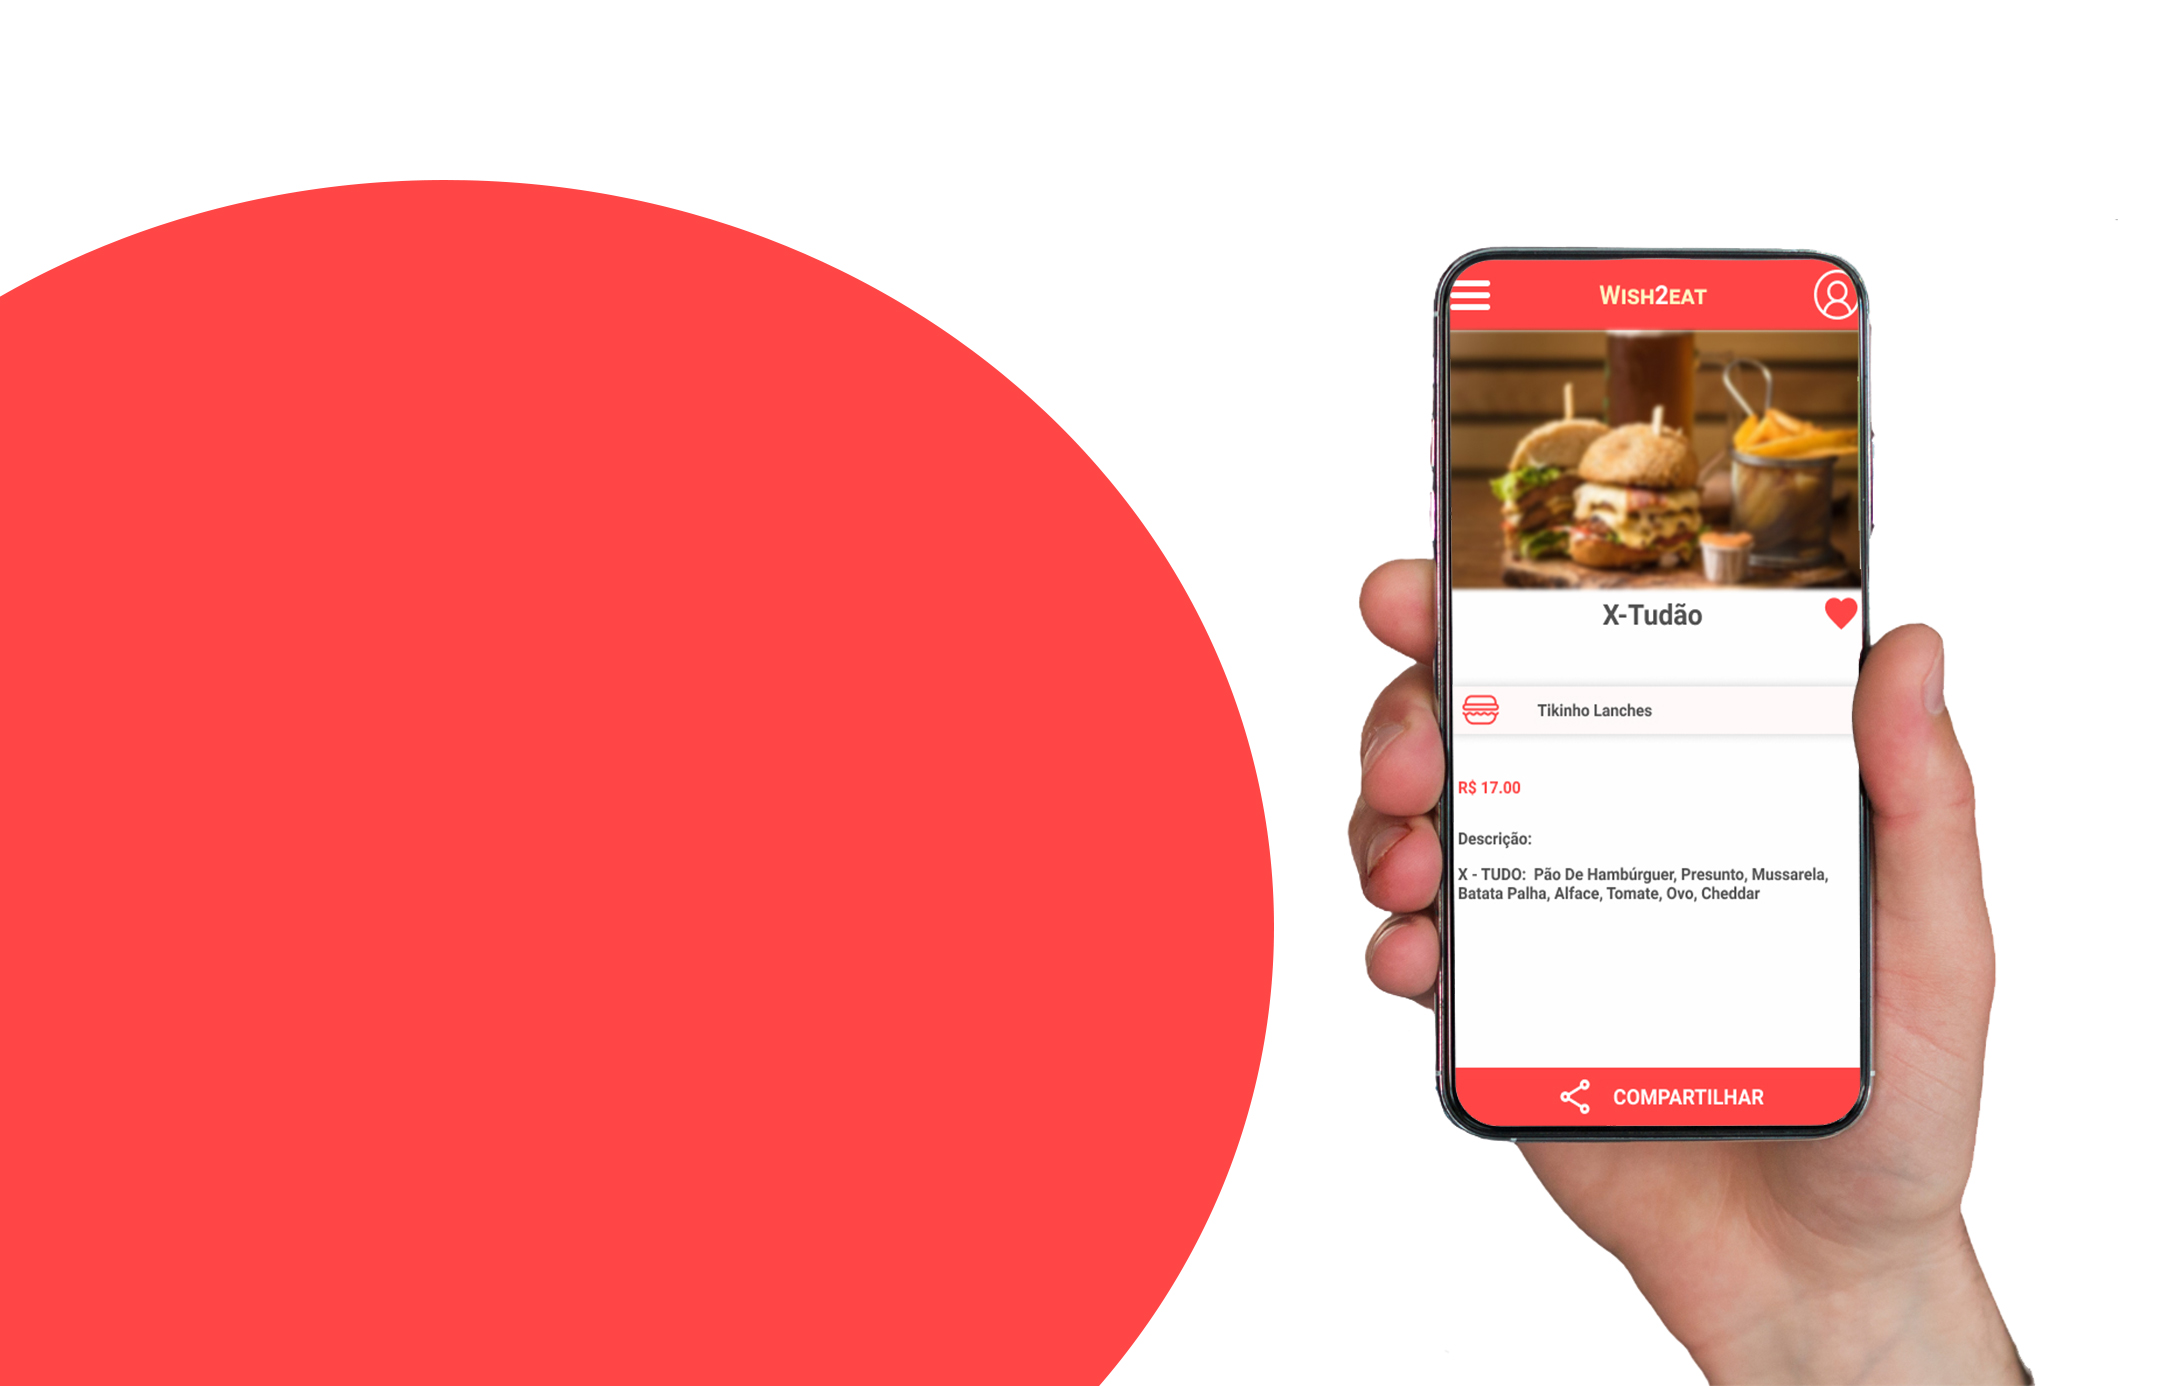 WISH2EAT
X-Tudão
Tikinho Lanches
R$ 17.00
Descrição:
X - TUDO: Pão De Hambúrguer, Presunto, Mussarela,
Batata Palha, Alface, Tomate, Ovo, Cheddar
COMPARTILHAR